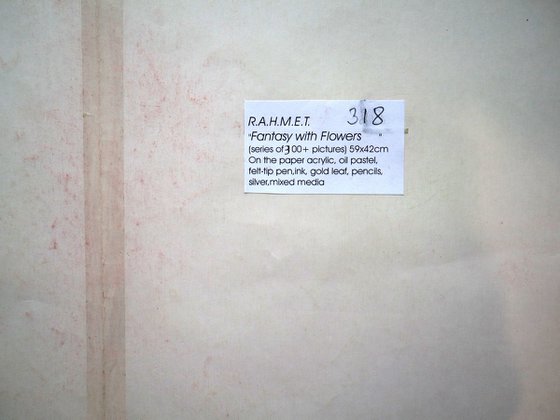 R.A.H.M.E.T. 318
"Fantasy with Flowers "
(series of 300+ pictures) 59x42cm
On the paper acrylic, oil pastel,
felt-tip pen,ink, gold leaf, pencils,
silver,mixed media